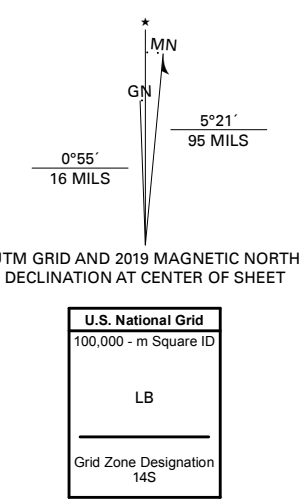 ★
MN
GN
5°21´
95 MILS
0°55´
16 MILS
UTM GRID AND 2019 MAGNETIC NORTH
DECLINATION AT CENTER OF SHEET
U.S. National Grid
100,000 - m Square ID
LB
Grid Zone Designation
14S